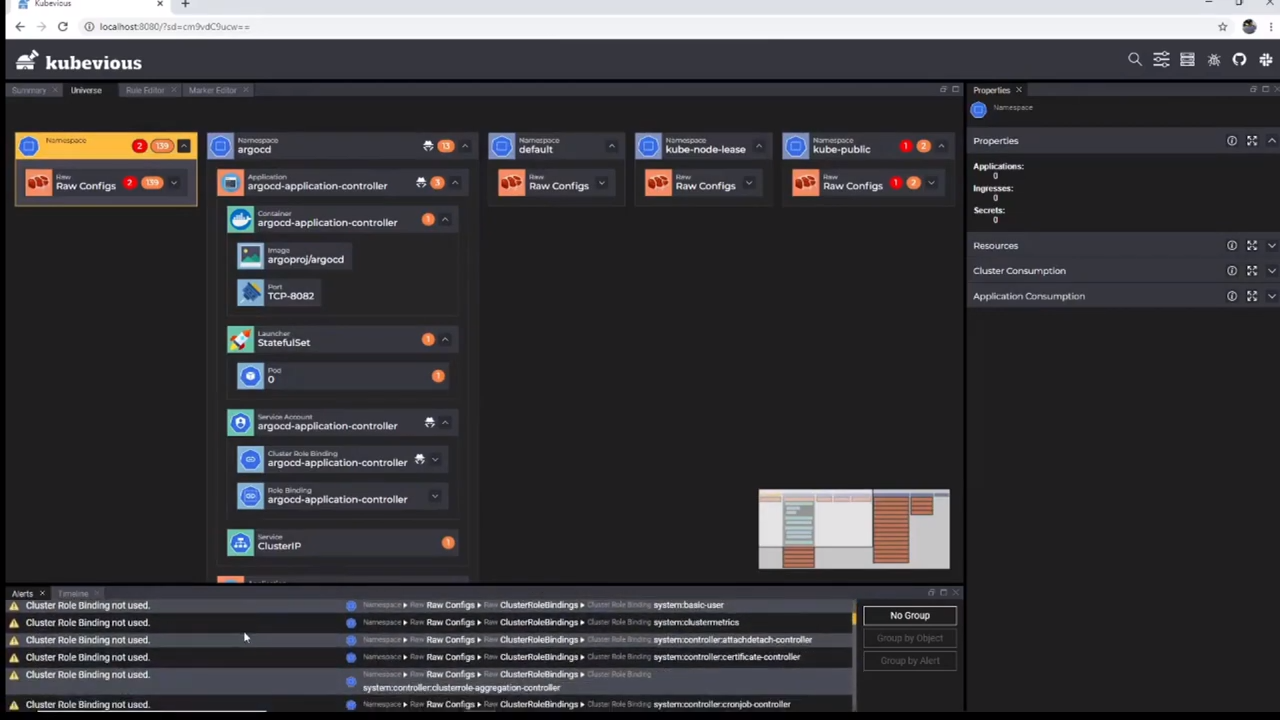 Kubevious
localhost:8080/?sd=cm9vdC9ucw==
kubevious
Summary
Universe
Rule Editor
Marker Editor
Properties
Namespace
2
139
Raw
Raw Configs
2
139
Namespace
argocd
13
Application
argocd-application-controller
3
Container
argocd-application-controller
1
Image
argoproj/argocd
Port
TCP-8082
Launcher
StatefulSet
1
Pod
0
1
Service Account
argocd-application-controller
Cluster Role Binding
argocd-application-controller
Role Binding
argocd-application-controller
Service
ClusterIP
1
Namespace
default
Raw
Raw Configs
Namespace
kube-node-lease
Raw
Raw Configs
Namespace
kube-public
1
2
Raw
Raw Configs
1
2
Namespace
Properties
Applications:
0
Ingresses:
0
Secrets:
0
Resources
Cluster Consumption
Application Consumption
Alerts
Timeline
Cluster Role Binding not used. Namespace Raw Raw Configs Raw ClusterRoleBindings Cluster Role Binding system:basic-user
Cluster Role Binding not used. Namespace Raw Raw Configs Raw ClusterRoleBindings Cluster Role Binding system:clustermetrics
Cluster Role Binding not used. Namespace Raw Raw Configs Raw ClusterRoleBindings Cluster Role Binding system:controller:attachdetach-controller
Cluster Role Binding not used. Namespace Raw Raw Configs Raw ClusterRoleBindings Cluster Role Binding system:controller:certificate-controller
Cluster Role Binding not used. Namespace Raw Raw Configs Raw ClusterRoleBindings Cluster Role Binding
system:controller:clusterrole-aggregation-controller
Cluster Role Binding not used. Namespace Raw Raw Configs Raw ClusterRoleBindings Cluster Role Binding system:controller:cronjob-controller
No Group
Group by Object
Group by Alert